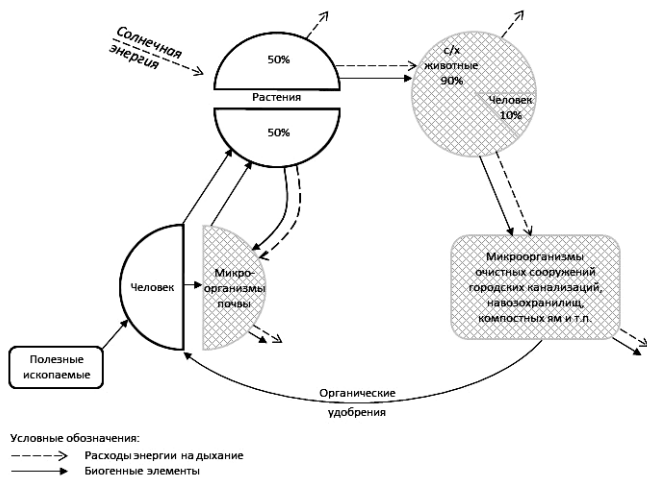 Солнечная
энергия
50%
Растения
50%
с/х
животные
90%
Человек
10%
Человек
Микро-
организмы
почвы
Микроорганизмы
очистных сооружений
городских канализаций,
навозохранилищ,
компостных ям и т.п.
Полезные
ископаемые
Органические
удобрения
Условные обозначения:
Расходы энергии на дыхание
Биогенные элементы